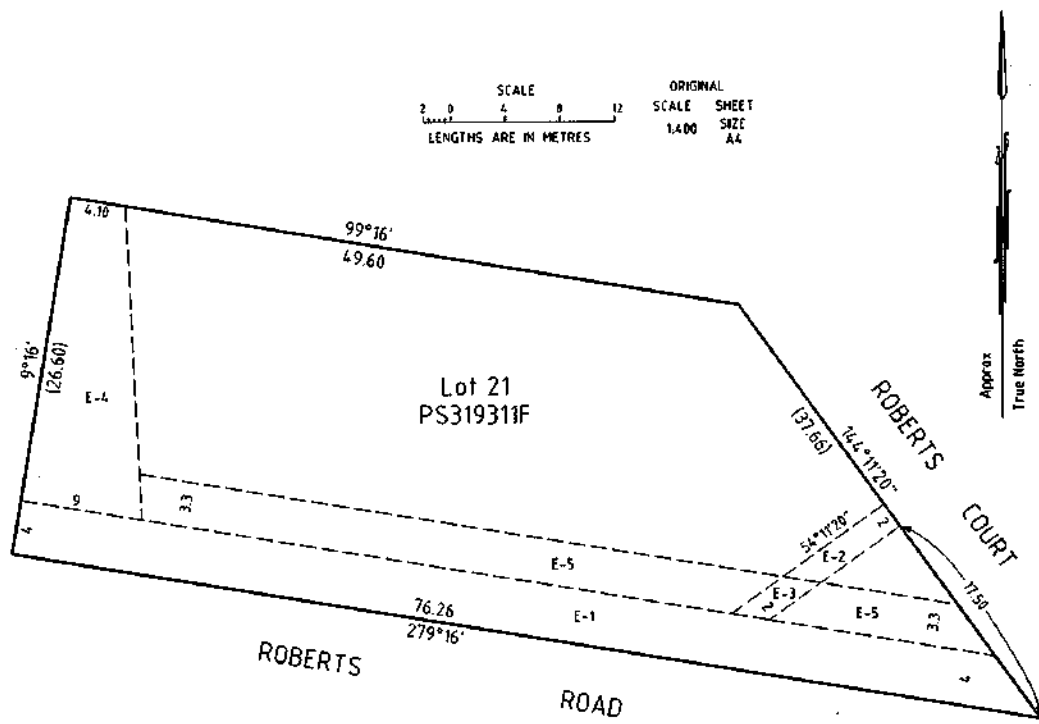 SCALE
2 0 4 8 12
LENGTHS ARE IN METRES
ORIGINAL
SCALE SHEET
SIZE
1:400
A4
Approx
True North
4.10
99°16'
49.60
9°16'
(26.60)
E-4
Lot 21
PS319311F
ROBERTS
COURT
144°11'20"
(37.66)
9
3.3
4
54°11'20"
2
E-2
E-5
E-3
2
E-5
3.3
17.50
76.26
279°16'
E-1
4
ROBERTS
ROAD